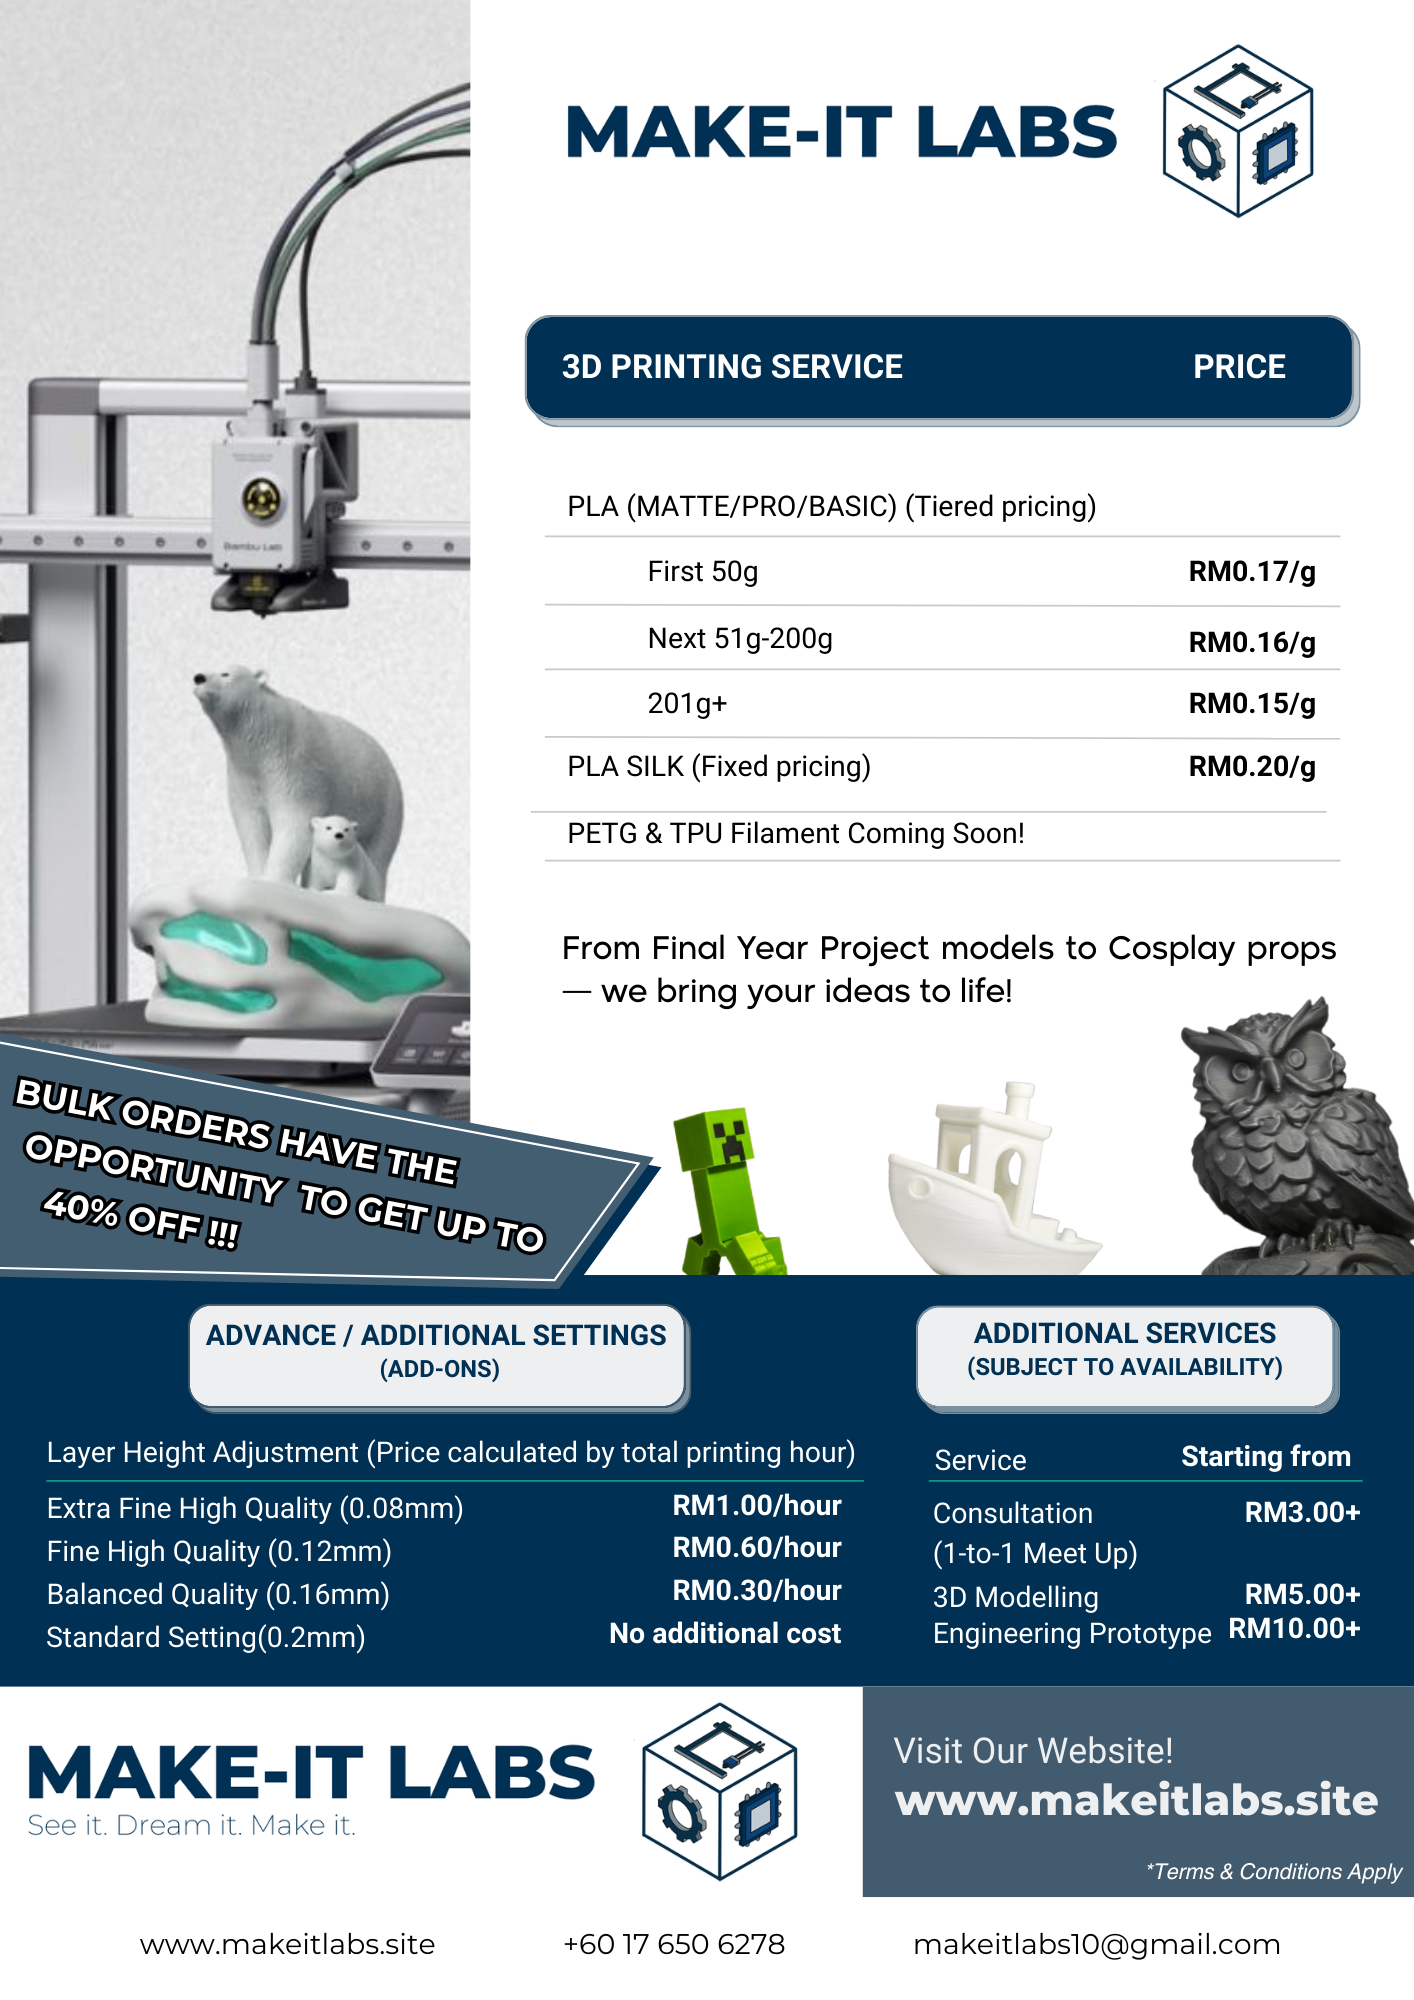 MAKE-IT LABS
3D PRINTING SERVICE PRICE
PLA (MATTE/PRO/BASIC) (Tiered pricing)
First 50g RM0.17/g
Next 51g-200g RM0.16/g
201g+ RM0.15/g
PLA SILK (Fixed pricing) RM0.20/g
PETG & TPU Filament Coming Soon!
From Final Year Project models to Cosplay props
— we bring your ideas to life!
Bambu Lab
BULK ORDERS HAVE THE
OPPORTUNITY TO GET UP TO
40% OFF !!!
ADVANCE / ADDITIONAL SETTINGS
(ADD-ONS)
Layer Height Adjustment (Price calculated by total printing hour)
Extra Fine High Quality (0.08mm) RM1.00/hour
Fine High Quality (0.12mm) RM0.60/hour
Balanced Quality (0.16mm) RM0.30/hour
Standard Setting(0.2mm) No additional cost
ADDITIONAL SERVICES
(SUBJECT TO AVAILABILITY)
Service Starting from
Consultation RM3.00+
(1-to-1 Meet Up)
3D Modelling RM5.00+
Engineering Prototype RM10.00+
MAKE-IT LABS
See it. Dream it. Make it.
Visit Our Website!
www.makeitlabs.site
*Terms & Conditions Apply
www.makeitlabs.site +60 17 650 6278 makeitlabs10@gmail.com